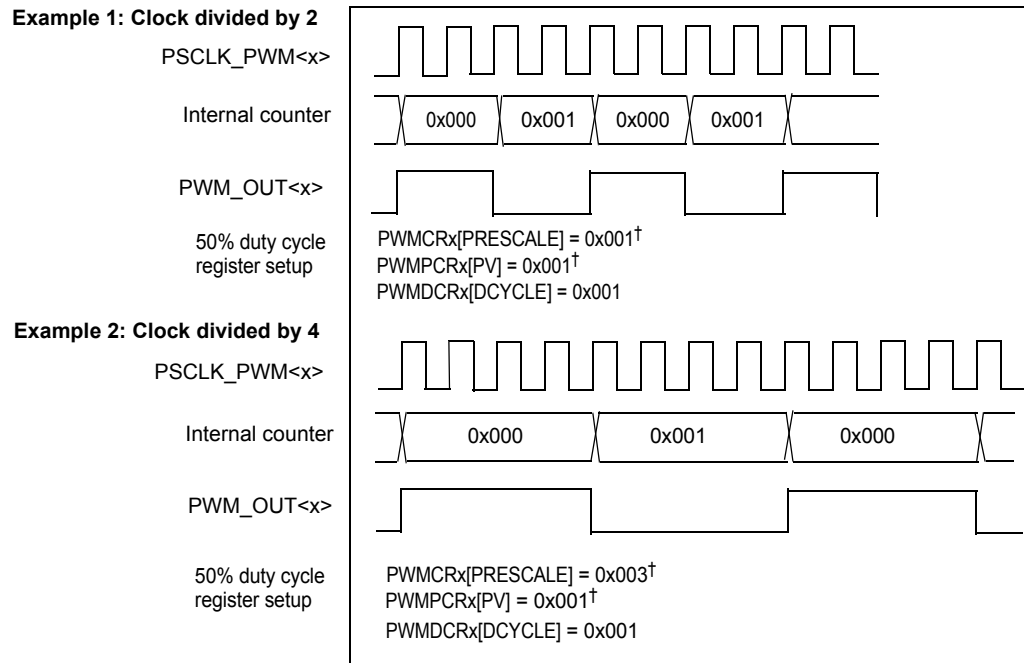 Example 1: Clock divided by 2
PSCLK_PWM<x>
Internal counter
0x000 0x001 0x000 0x001
PWM_OUT<x>
50% duty cycle
register setup
PWMCRx[PRESCALE] = 0x001†
PWMPCRx[PV] = 0x001†
PWMDCRx[DCYCLE] = 0x001
Example 2: Clock divided by 4
PSCLK_PWM<x>
Internal counter
0x000 0x001 0x000
PWM_OUT<x>
50% duty cycle
register setup
PWMCRx[PRESCALE] = 0x003†
PWMPCRx[PV] = 0x001†
PWMDCRx[DCYCLE] = 0x001